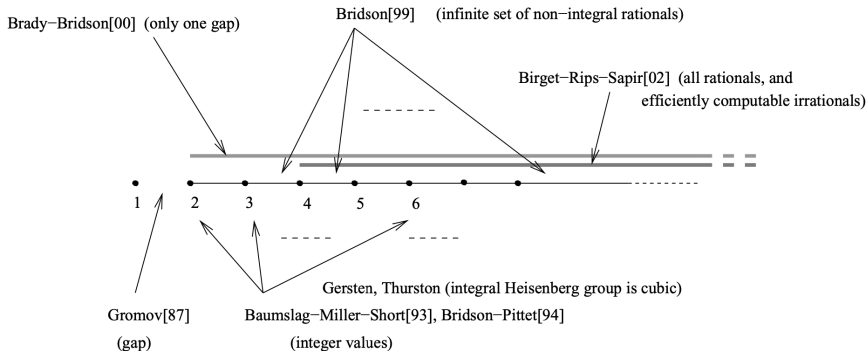 Bridson[99] (infinite set of non−integral rationals)
Brady−Bridson[00] (only one gap)
Birget−Rips−Sapir[02] (all rationals, and
efficiently computable irrationals)
1 2 3 4 5 6
Gersten, Thurston (integral Heisenberg group is cubic)
Gromov[87]
(gap)
Baumslag−Miller−Short[93], Bridson−Pittet[94]
(integer values)